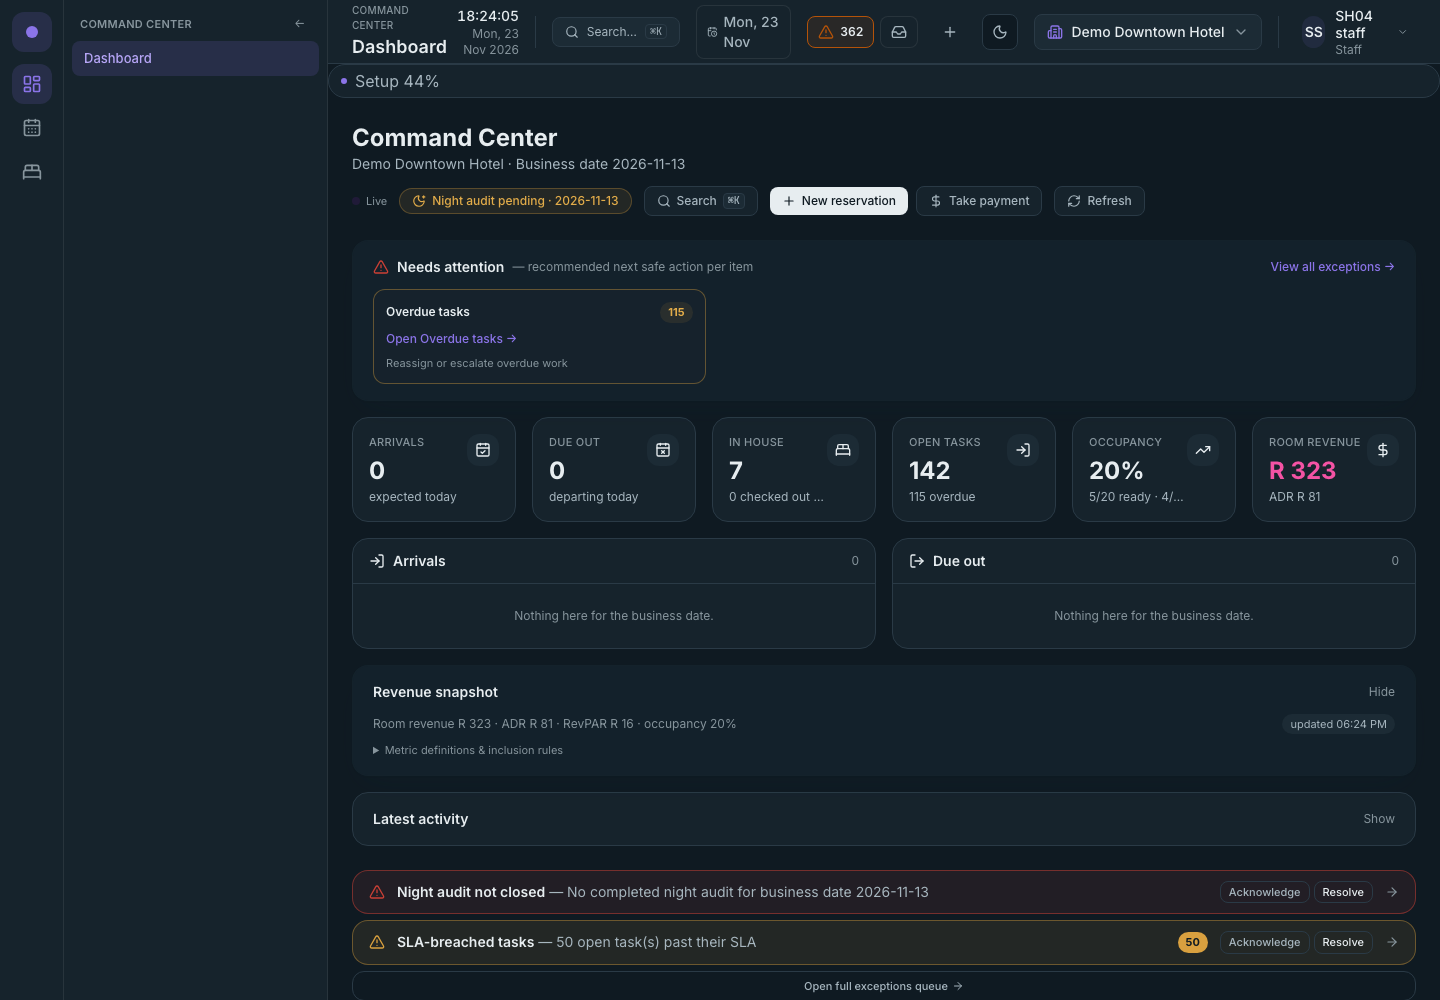 COMMAND CENTER
←
Dashboard
COMMAND
CENTER
Dashboard
18:24:05
Mon, 23
Nov 2026
Search... ⌘K
Mon, 23
Nov
362
Demo Downtown Hotel
SS
SH04
staff
Staff
Setup 44%
Command Center
Demo Downtown Hotel · Business date 2026-11-13
Live
Night audit pending · 2026-11-13
Search ⌘K
New reservation
Take payment
Refresh
Needs attention — recommended next safe action per item
View all exceptions →
Overdue tasks 115
Open Overdue tasks →
Reassign or escalate overdue work
ARRIVALS
0
expected today
DUE OUT
0
departing today
IN HOUSE
7
0 checked out ...
OPEN TASKS
142
115 overdue
OCCUPANCY
20%
5/20 ready · 4/...
ROOM REVENUE
R 323
ADR R 81
Arrivals 0
Nothing here for the business date.
Due out 0
Nothing here for the business date.
Revenue snapshot Hide
Room revenue R 323 · ADR R 81 · RevPAR R 16 · occupancy 20%
updated 06:24 PM
Metric definitions & inclusion rules
Latest activity Show
Night audit not closed — No completed night audit for business date 2026-11-13
Acknowledge Resolve →
SLA-breached tasks — 50 open task(s) past their SLA
50 Acknowledge Resolve →
Open full exceptions queue →